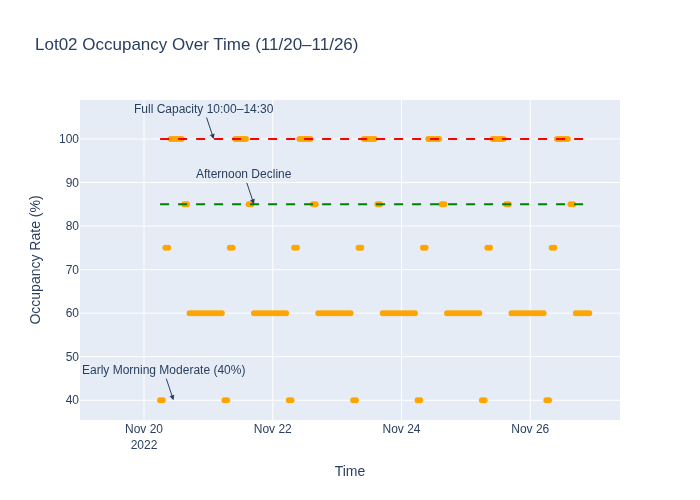 Lot02 Occupancy Over Time (11/20–11/26)
Full Capacity 10:00–14:30
Afternoon Decline
Early Morning Moderate (40%)
Occupancy Rate (%)
100
90
80
70
60
50
40
Nov 20
2022
Nov 22
Nov 24
Nov 26
Time